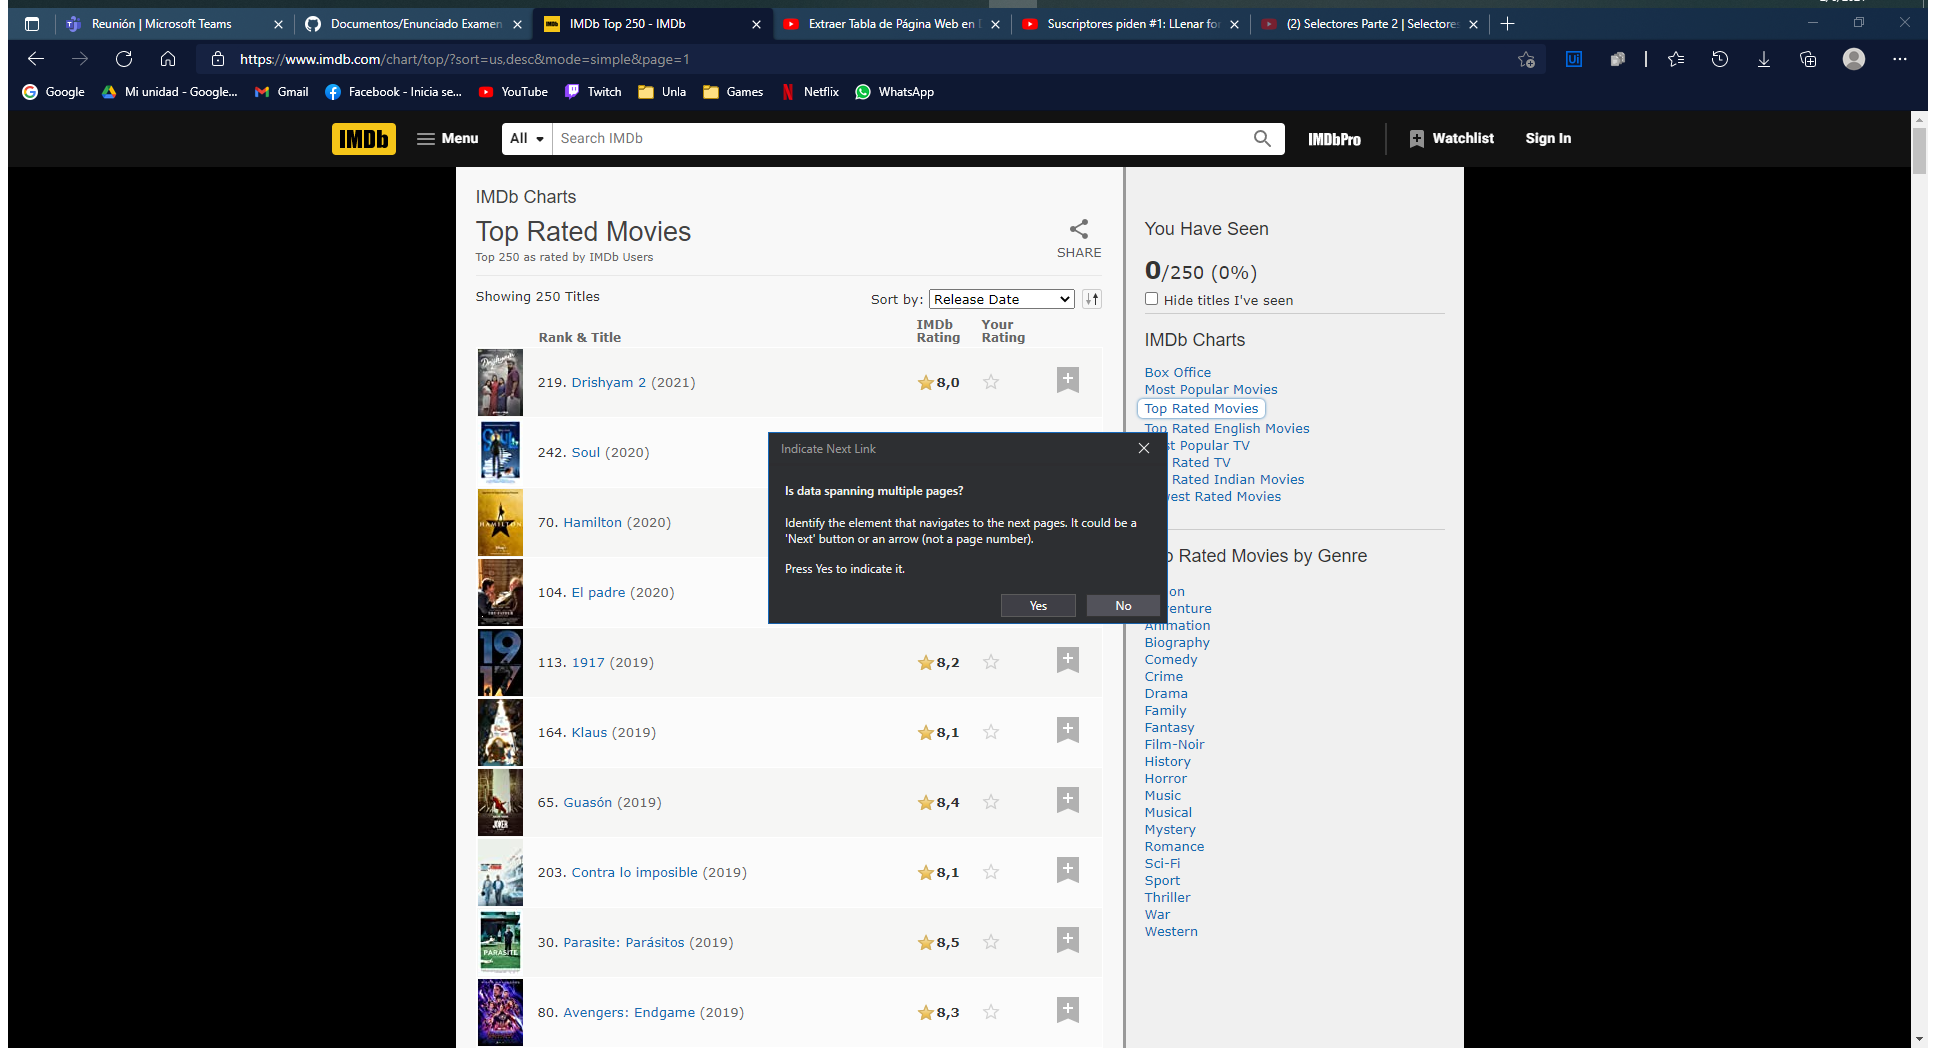 Reunión | Microsoft Teams
Documentos/Enunciado Examen
IMDb Top 250 - IMDb
Extraer Tabla de Página Web en
Suscriptores piden #1: LLenar fo
(2) Selectores Parte 2 | Selectores
https://www.imdb.com/chart/top/?sort=us,desc&mode=simple&page=1
Google
Mi unidad - Google...
Gmail
Facebook - Inicia se...
YouTube
Twitch
Unla
Games
Netflix
WhatsApp
IMDb
Menu
All
Search IMDb
IMDbPro
Watchlist
Sign In
IMDb Charts
Top Rated Movies
Top 250 as rated by IMDb Users
SHARE
Showing 250 Titles
Sort by: Release Date
Rank & Title
IMDb Rating
Your Rating
219. Drishyam 2 (2021)
8,0
242. Soul (2020)
70. Hamilton (2020)
104. El padre (2020)
113. 1917 (2019)
8,2
164. Klaus (2019)
8,1
65. Guasón (2019)
8,4
203. Contra lo imposible (2019)
8,1
30. Parasite: Parásitos (2019)
8,5
80. Avengers: Endgame (2019)
8,3
Indicate Next Link
Is data spanning multiple pages?
Identify the element that navigates to the next pages. It could be a
'Next' button or an arrow (not a page number).
Press Yes to indicate it.
Yes
No
You Have Seen
0/250 (0%)
Hide titles I've seen
IMDb Charts
Box Office
Most Popular Movies
Top Rated Movies
Top Rated English Movies
st Popular TV
Rated TV
Rated Indian Movies
est Rated Movies
Rated Movies by Genre
on
enture
Animation
Biography
Comedy
Crime
Drama
Family
Fantasy
Film-Noir
History
Horror
Music
Musical
Mystery
Romance
Sci-Fi
Sport
Thriller
War
Western